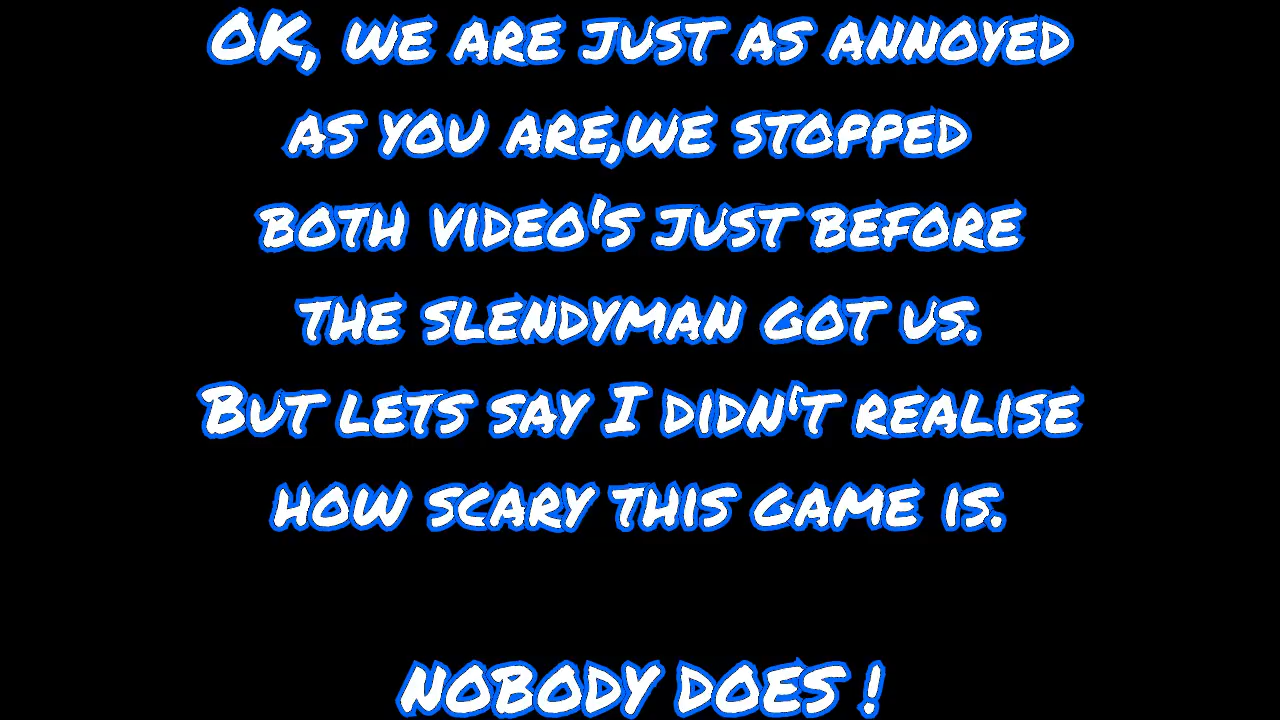 OK, we are just as annoyed
as you are,we stopped
both video's just before
the slendyman got us.
But lets say I didn't realise
how scary this game is.
NOBODY DOES !